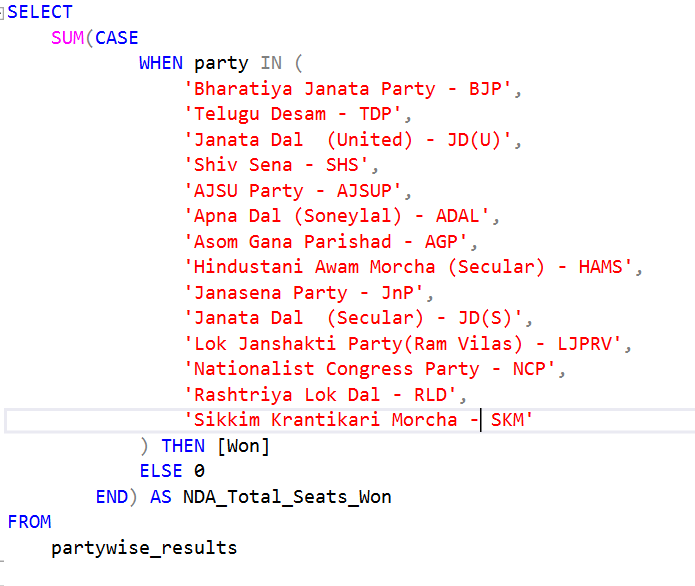 SELECT
SUM(CASE
WHEN party IN (
'Bharatiya Janata Party - BJP',
'Telugu Desam - TDP',
'Janata Dal  (United) - JD(U)',
'Shiv Sena - SHS',
'AJSU Party - AJSUP',
'Apna Dal (Soneylal) - ADAL',
'Asom Gana Parishad - AGP',
'Hindustani Awam Morcha (Secular) - HAMS',
'Janasena Party - JnP',
'Janata Dal  (Secular) - JD(S)',
'Lok Janshakti Party(Ram Vilas) - LJPRV',
'Nationalist Congress Party - NCP',
'Rashtriya Lok Dal - RLD',
'Sikkim Krantikari Morcha - SKM'
) THEN [Won]
ELSE 0
END) AS NDA_Total_Seats_Won
FROM
partywise_results